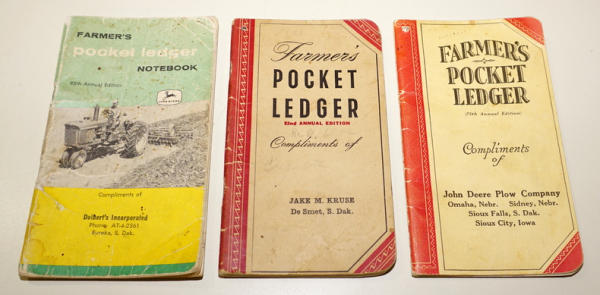 FARMER'S
pocket ledger
NOTEBOOK
Compliments of
Delbert's Incorporated
Eureka, S. Dak.
Farmer's
POCKET
LEDGER
82nd ANNUAL EDITION
Compliments of
JAKE M. KRUSE
De Smet, S. Dak.
FARMER'S
POCKET
LEDGER
Compliments
of
John Deere Plow Company
Omaha, Nebr. Sidney, Nebr.
Sioux Falls, S. Dak.
Sioux City, Iowa